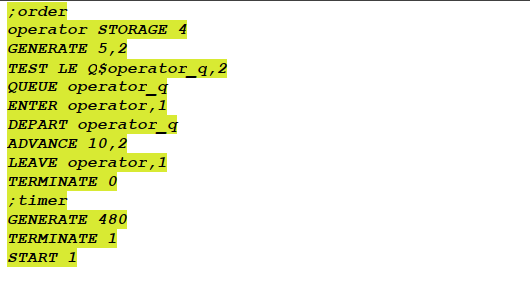 ;order
operator STORAGE 4
GENERATE 5,2
TEST LE Q$operator_q,2
QUEUE operator_q
ENTER operator,1
DEPART operator_q
ADVANCE 10,2
LEAVE operator,1
TERMINATE 0
;timer
GENERATE 480
TERMINATE 1
START 1